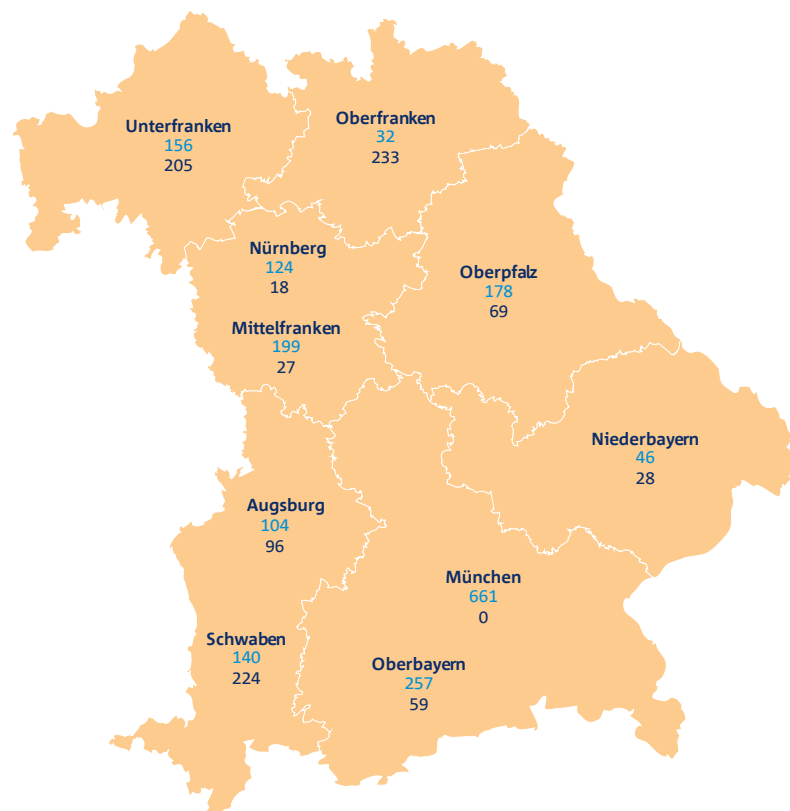 Unterfranken
156
205
Oberfranken
32
233
Nürnberg
124
18
Mittelfranken
199
27
Oberpfalz
178
69
Niederbayern
46
28
Augsburg
104
96
München
661
0
Schwaben
140
224
Oberbayern
257
59